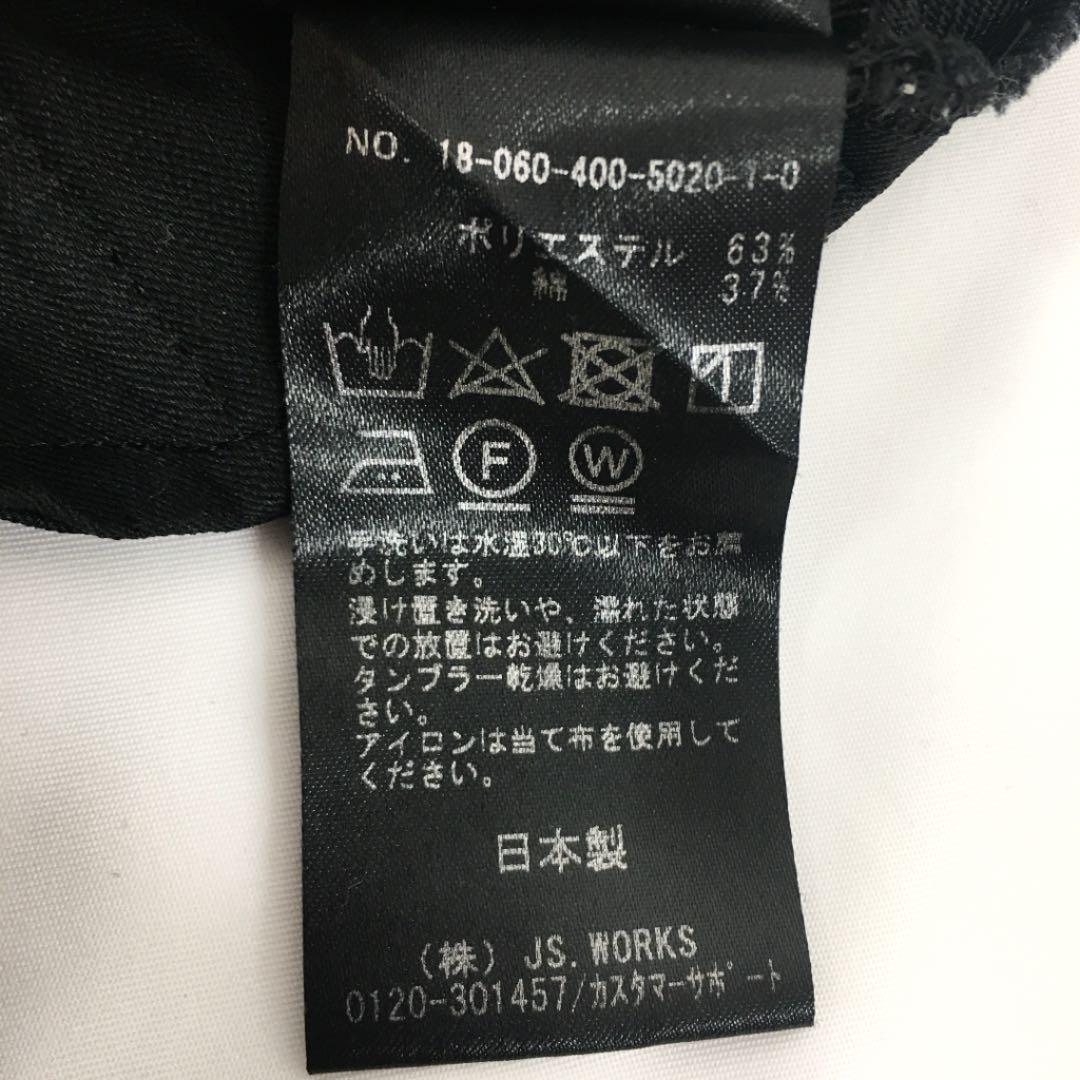 NO. 18-060-400-5020-1-0
ポリエステル 63%
綿 37%
F W
手洗いは水温30℃以下をお薦
めします。
浸け置き洗いや、濡れた状態
での放置はお避けください。
タンブラー乾燥はお避けくだ
さい。
アイロンは当て布を使用して
ください。
日本製
(株) JS.WORKS
0120-301457/カスタマーサポート